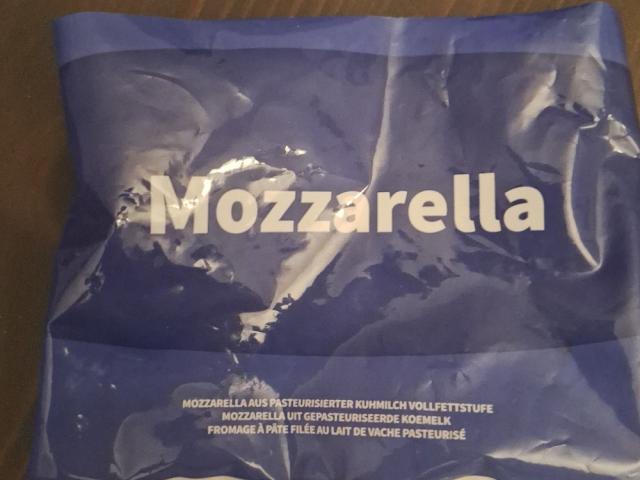 Mozzarella
MOZZARELLA AUS PASTEURISIERTER KUHMILCH VOLLFETTSTUFE
MOZZARELLA UIT GEPASTEURISEERDE KOEMELK
FROMAGE À PÂTE FILÉE AU LAIT DE VACHE PASTEURISÉ